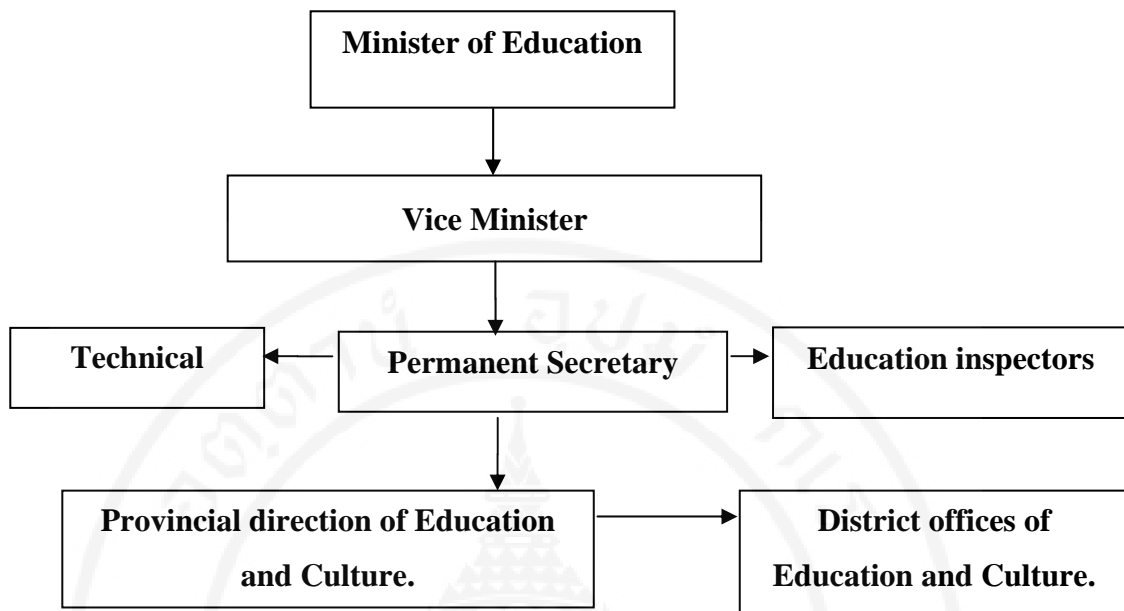 Minister of Education
Vice Minister
Technical
Permanent Secretary
Education inspectors
Provincial direction of Education
and Culture.
District offices of
Education and Culture.